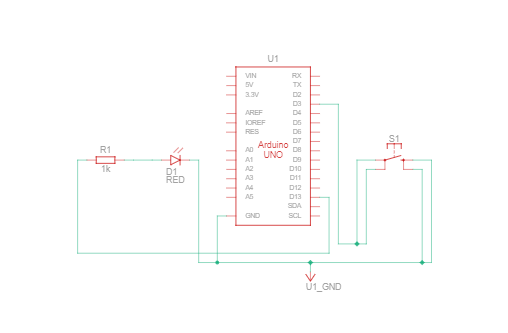 U1
VIN
5V
3.3V
AREF
IOREF
RES
A0
A1
A2
A3
A4
A5
GND
Arduino
UNO
RX
TX
D2
D3
D4
D5
D6
D7
D8
D9
D10
D11
D12
D13
SDA
SCL
R1
1k
D1
RED
S1
U1_GND